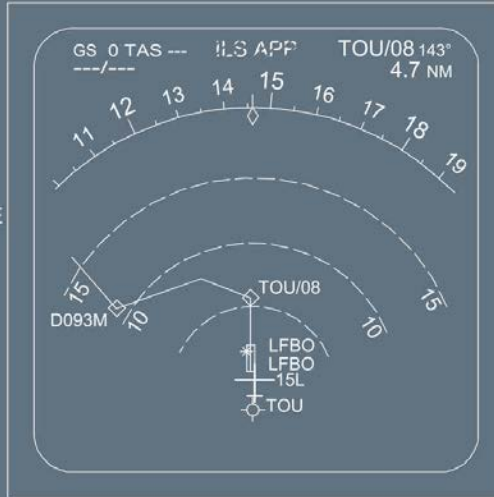 GS 0 TAS ---
ILS APP
TOU/08 143°
---/---
4.7 NM
11 12 13 14 15 16 17 18 19
15
15
D093M
10
10
TOU/08
LFBO
LFBO
15L
TOU